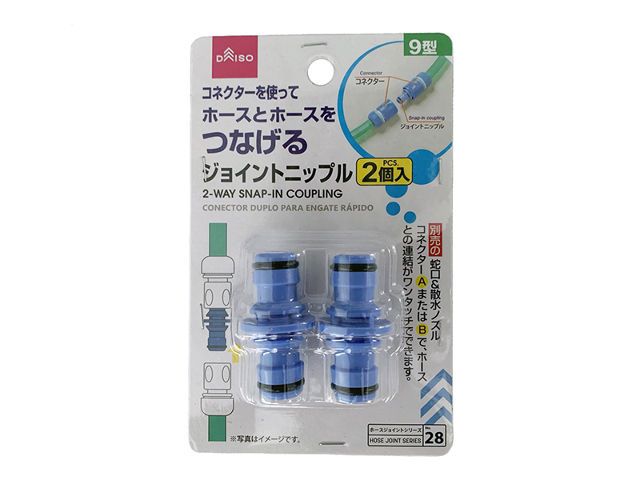 DAISO
9型
Connector
コネクター
Snap-in coupling
ジョイントニップル
コネクターを使って
ホースとホースを
つなげる
ジョイントニップル
PCS.
2個入
2-WAY SNAP-IN COUPLING
CONECTOR DUPLO PARA ENGATE RÁPIDO
別売の蛇口&散水ノズル
コネクターAまたはBで、ホース
との連結がワンタッチでできます。
※写真はイメージです。
ホースジョイントシリーズ
HOSE JOINT SERIES
No.
28